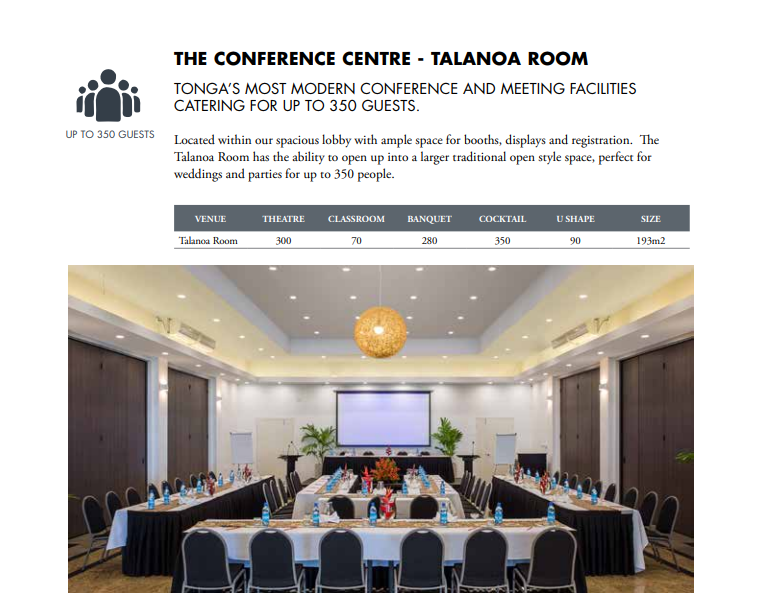 THE CONFERENCE CENTRE - TALANOA ROOM
TONGA'S MOST MODERN CONFERENCE AND MEETING FACILITIES
CATERING FOR UP TO 350 GUESTS.
UP TO 350 GUESTS
Located within our spacious lobby with ample space for booths, displays and registration. The
Talanoa Room has the ability to open up into a larger traditional open style space, perfect for
weddings and parties for up to 350 people.
VENUE THEATRE CLASSROOM BANQUET COCKTAIL U SHAPE SIZE
Talanoa Room 300 70 280 350 90 193m2